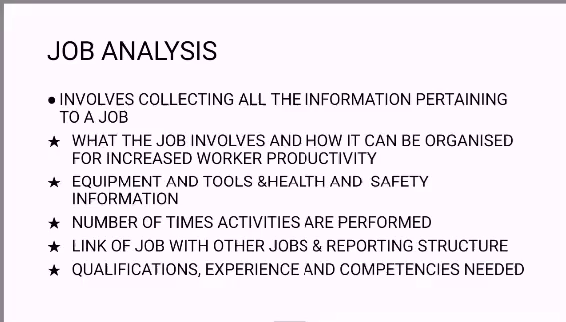 JOB ANALYSIS
● INVOLVES COLLECTING ALL THE INFORMATION PERTAINING
TO A JOB
★ WHAT THE JOB INVOLVES AND HOW IT CAN BE ORGANISED
FOR INCREASED WORKER PRODUCTIVITY
★ EQUIPMENT AND TOOLS &HEALTH AND SAFETY
INFORMATION
★ NUMBER OF TIMES ACTIVITIES ARE PERFORMED
★ LINK OF JOB WITH OTHER JOBS & REPORTING STRUCTURE
★ QUALIFICATIONS, EXPERIENCE AND COMPETENCIES NEEDED